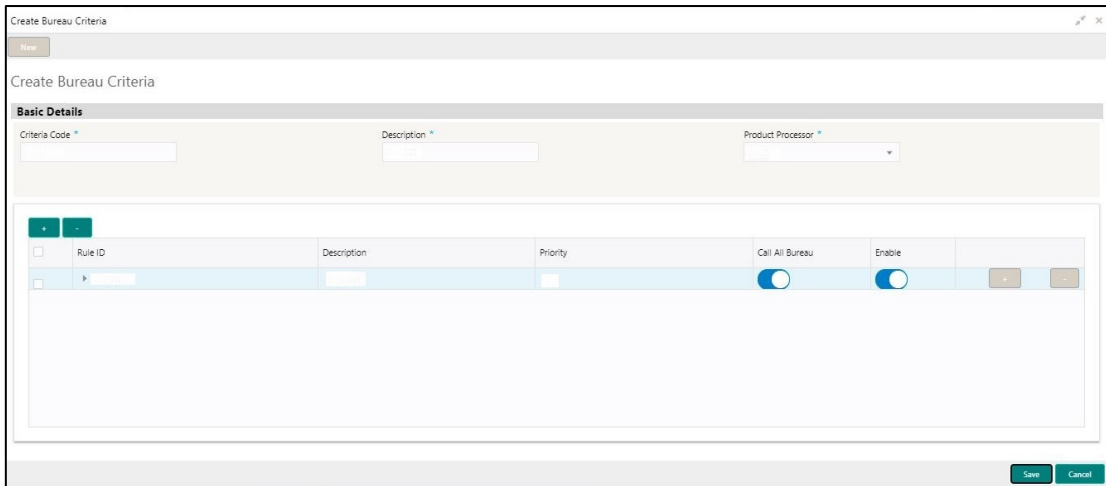 Create Bureau Criteria
New
Create Bureau Criteria
Basic Details
Criteria Code * Description * Product Processor *
+ -
Rule ID Description Priority Call All Bureau Enable
+ -
Save Cancel